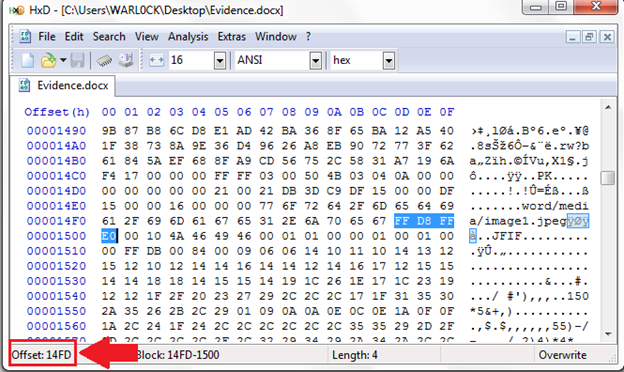 HxD - [C:\Users\WARL0CK\Desktop\Evidence.docx]
File Edit Search View Analysis Extras Window ?
16 ANSI hex
Evidence.docx
Offset(h) 00 01 02 03 04 05 06 07 08 09 0A 0B 0C 0D 0E 0F
00001490 9B 87 B8 6C D8 E1 AD 42 BA 36 8F 65 BA 12 A5 40 ›‡¸lØá.Bº6.eº.¥@
000014A0 1F 38 73 8A 9E 36 D4 96 26 A8 EB 90 72 77 3F 62 .8sŠž6Ô–&¨ë.rw?b
000014B0 61 84 5A EF 68 8F A9 CD 56 75 2C 58 31 A7 19 6A a„Zïh.©ÍVu,X1§.j
000014C0 F4 17 00 00 00 FF FF 03 00 50 4B 03 04 0A 00 00 ô....ÿÿ..PK.....
000014D0 00 00 00 00 00 21 00 21 DB 3D C9 DF 15 00 00 DF .....!.!Û=Éß...ß
000014E0 15 00 00 16 00 00 00 77 6F 72 64 2F 6D 65 64 69 .......word/medi
000014F0 61 2F 69 6D 61 67 65 31 2E 6A 70 65 67 FF D8 FF a/image1.jpegÿØÿ
00001500 E0 00 10 4A 46 49 46 00 01 01 00 00 01 00 01 00 à..JFIF.........
00001510 00 FF DB 00 84 00 09 06 06 14 10 11 10 14 13 12 .ÿÛ.„...........
00001520 15 12 10 12 14 14 16 14 14 12 14 16 17 12 15 15 ................
00001530 14 14 18 18 14 15 15 14 19 1C 26 1E 17 1C 23 19 ..........&...#.
00001540 12 12 1F 2F 20 23 27 29 2C 2C 2C 17 1F 31 35 30 .../ #'),,,..150
00001550 2A 35 26 2B 2C 29 01 09 0A 0A 0E 0C 0E 1A 0F 0F *5&+,)..........
00001560 1A 2C 24 1F 24 2C 2C 2C 2C 2C 2C 35 35 29 2D 2F .,$.$,,,,,,55)-/
Offset: 14FD Block: 14FD-1500 Length: 4 Overwrite